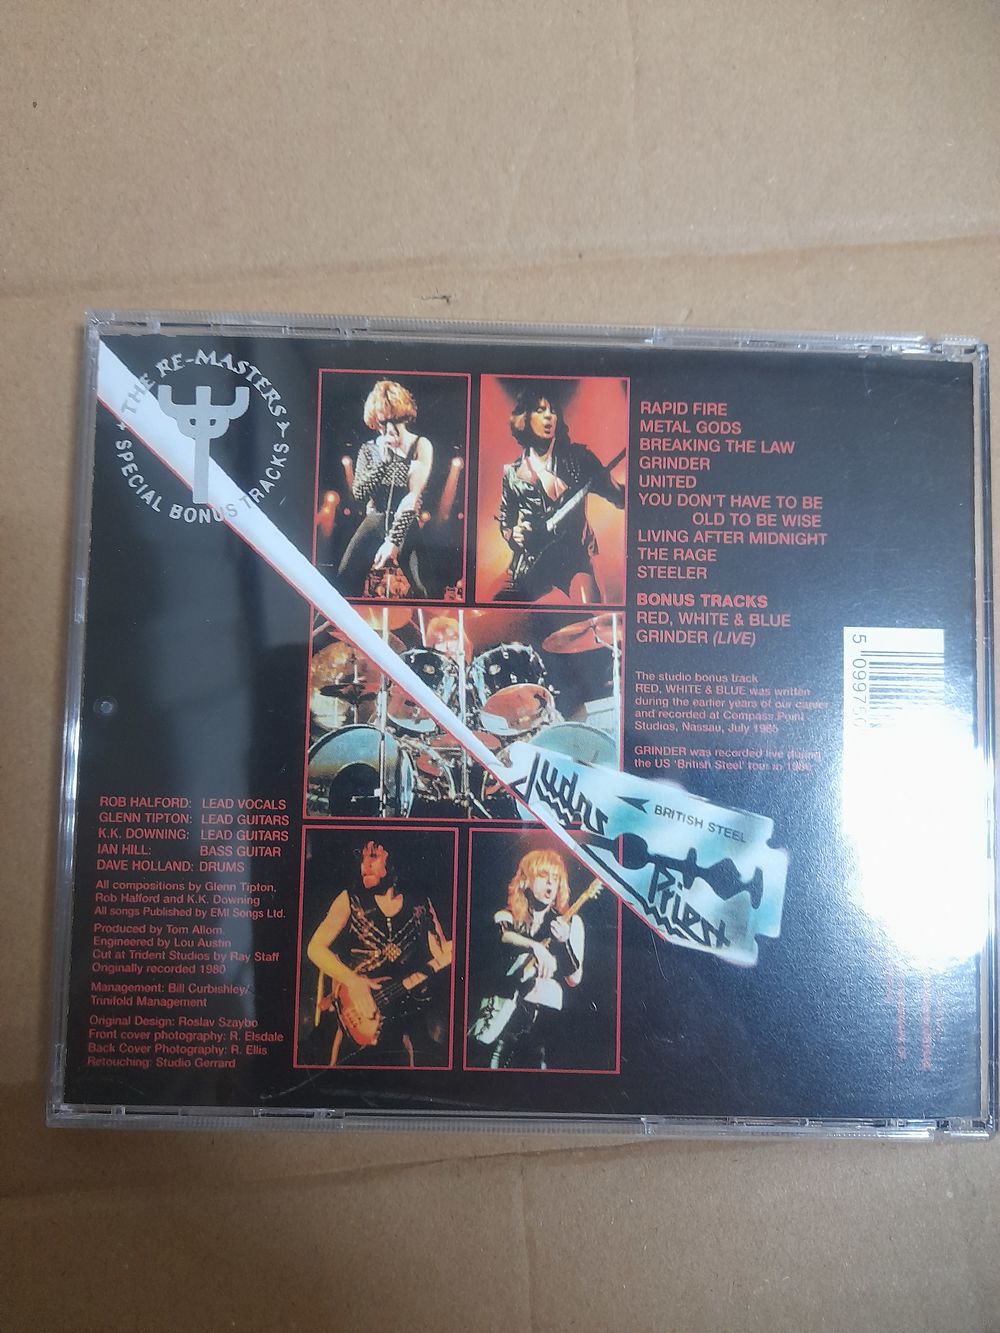 THE RE-MASTERS
SPECIAL BONUS TRACKS
RAPID FIRE
METAL GODS
BREAKING THE LAW
GRINDER
UNITED
YOU DON'T HAVE TO BE
OLD TO BE WISE
LIVING AFTER MIDNIGHT
THE RAGE
STEELER
BONUS TRACKS
RED, WHITE & BLUE
GRINDER (LIVE)
The studio bonus track
RED, WHITE & BLUE was written
during the earlier years of our career
and recorded at Compass Point
Studios, Nassau, July 1985
GRINDER was recorded live during
the US 'British Steel' tour in 1980
5 09975
Judas
Priest
BRITISH STEEL
ROB HALFORD: LEAD VOCALS
GLENN TIPTON: LEAD GUITARS
K.K. DOWNING: LEAD GUITARS
IAN HILL: BASS GUITAR
DAVE HOLLAND: DRUMS
All compositions by Glenn Tipton,
Rob Halford and K.K. Downing
All songs Published by EMI Songs Ltd.
Produced by Tom Allom.
Engineered by Lou Austin
Cut at Trident Studios by Ray Staff
Originally recorded 1980
Management: Bill Curbishley/
Trinifold Management
Original Design: Roslav Szaybo
Front cover photography: R. Elsdale
Back Cover Photography: R. Ellis
Retouching: Studio Gerrard